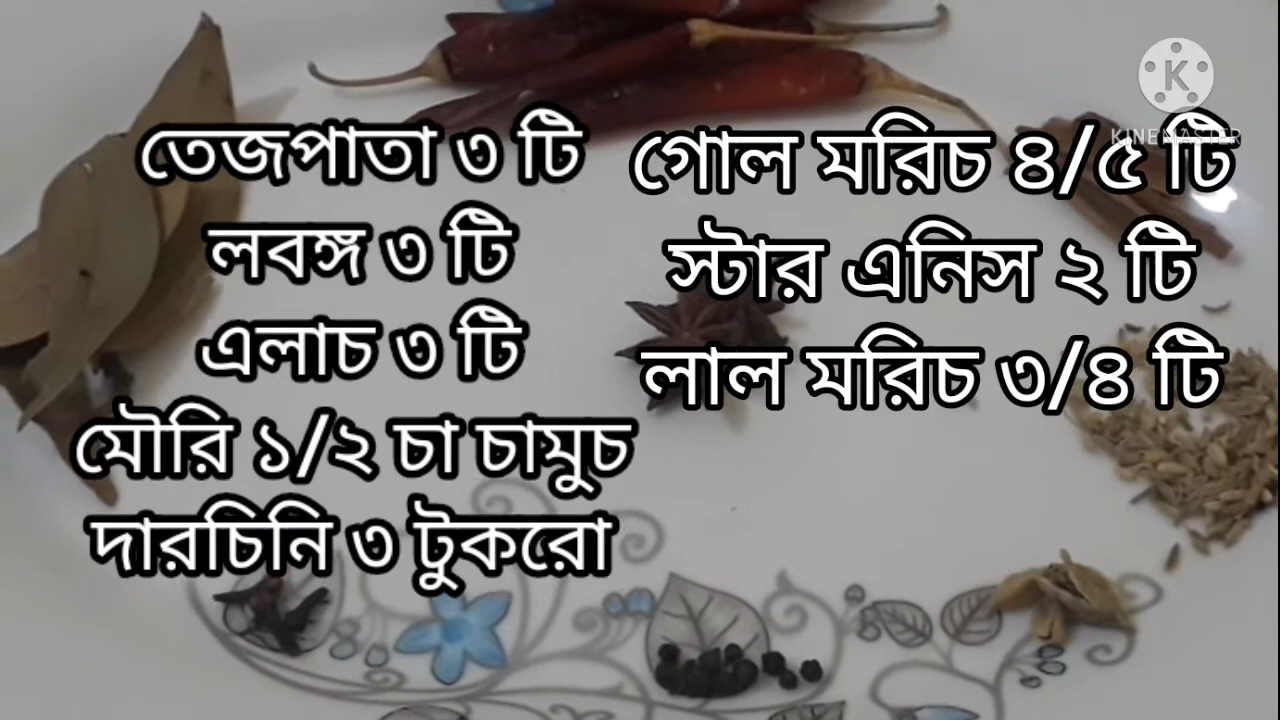 তেজপাতা ৩ টি
লবঙ্গ ৩ টি
এলাচ ৩ টি
মৌরি ১/২ চা চামুচ
দারচিনি ৩ টুকরো
গোল মরিচ ৪/৫ টি
স্টার এনিস ২ টি
লাল মরিচ ৩/৪ টি
K
KINEMASTER